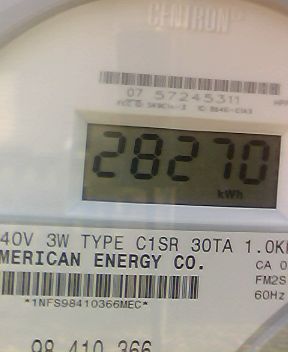 CENTRON
07 57245311
28270
kWh
40V 3W TYPE C1SR 30TA 1.0K
MERICAN ENERGY CO.
CA 0
FM2S
60Hz
*1NFS98410366MEC*
98 410 366